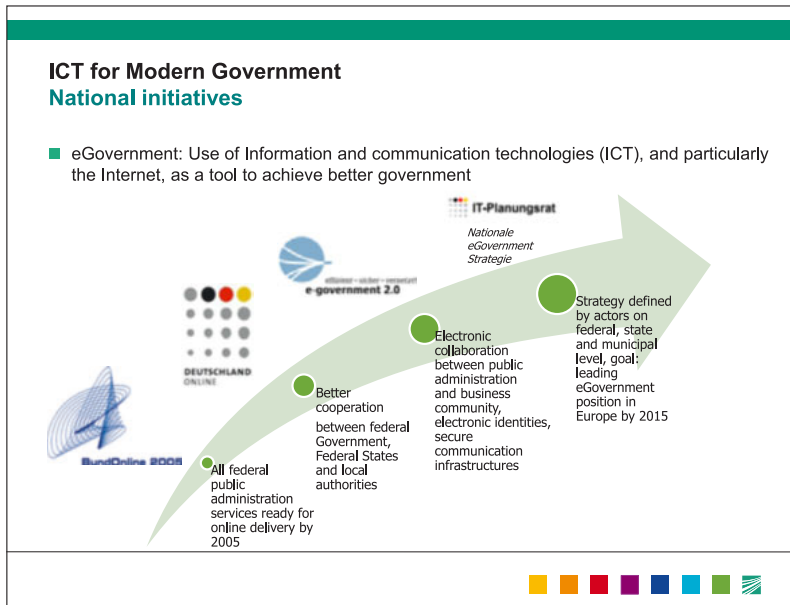 ICT for Modern Government
National initiatives
eGovernment: Use of Information and communication technologies (ICT), and particularly
the Internet, as a tool to achieve better government
IT-Planungsrat
Nationale
eGovernment
Strategie
effizient – sicher – vernetzt!
e-government 2.0
DEUTSCHLAND
ONLINE
BundOnline 2005
All federal
public
administration
services ready for
online delivery by
2005
Better
cooperation
between federal
Government,
Federal States
and local
authorities
Electronic
collaboration
between public
administration
and business
community,
electronic identities,
secure
communication
infrastructures
Strategy defined
by actors on
federal, state
and municipal
level, goal:
leading
eGovernment
position in
Europe by 2015